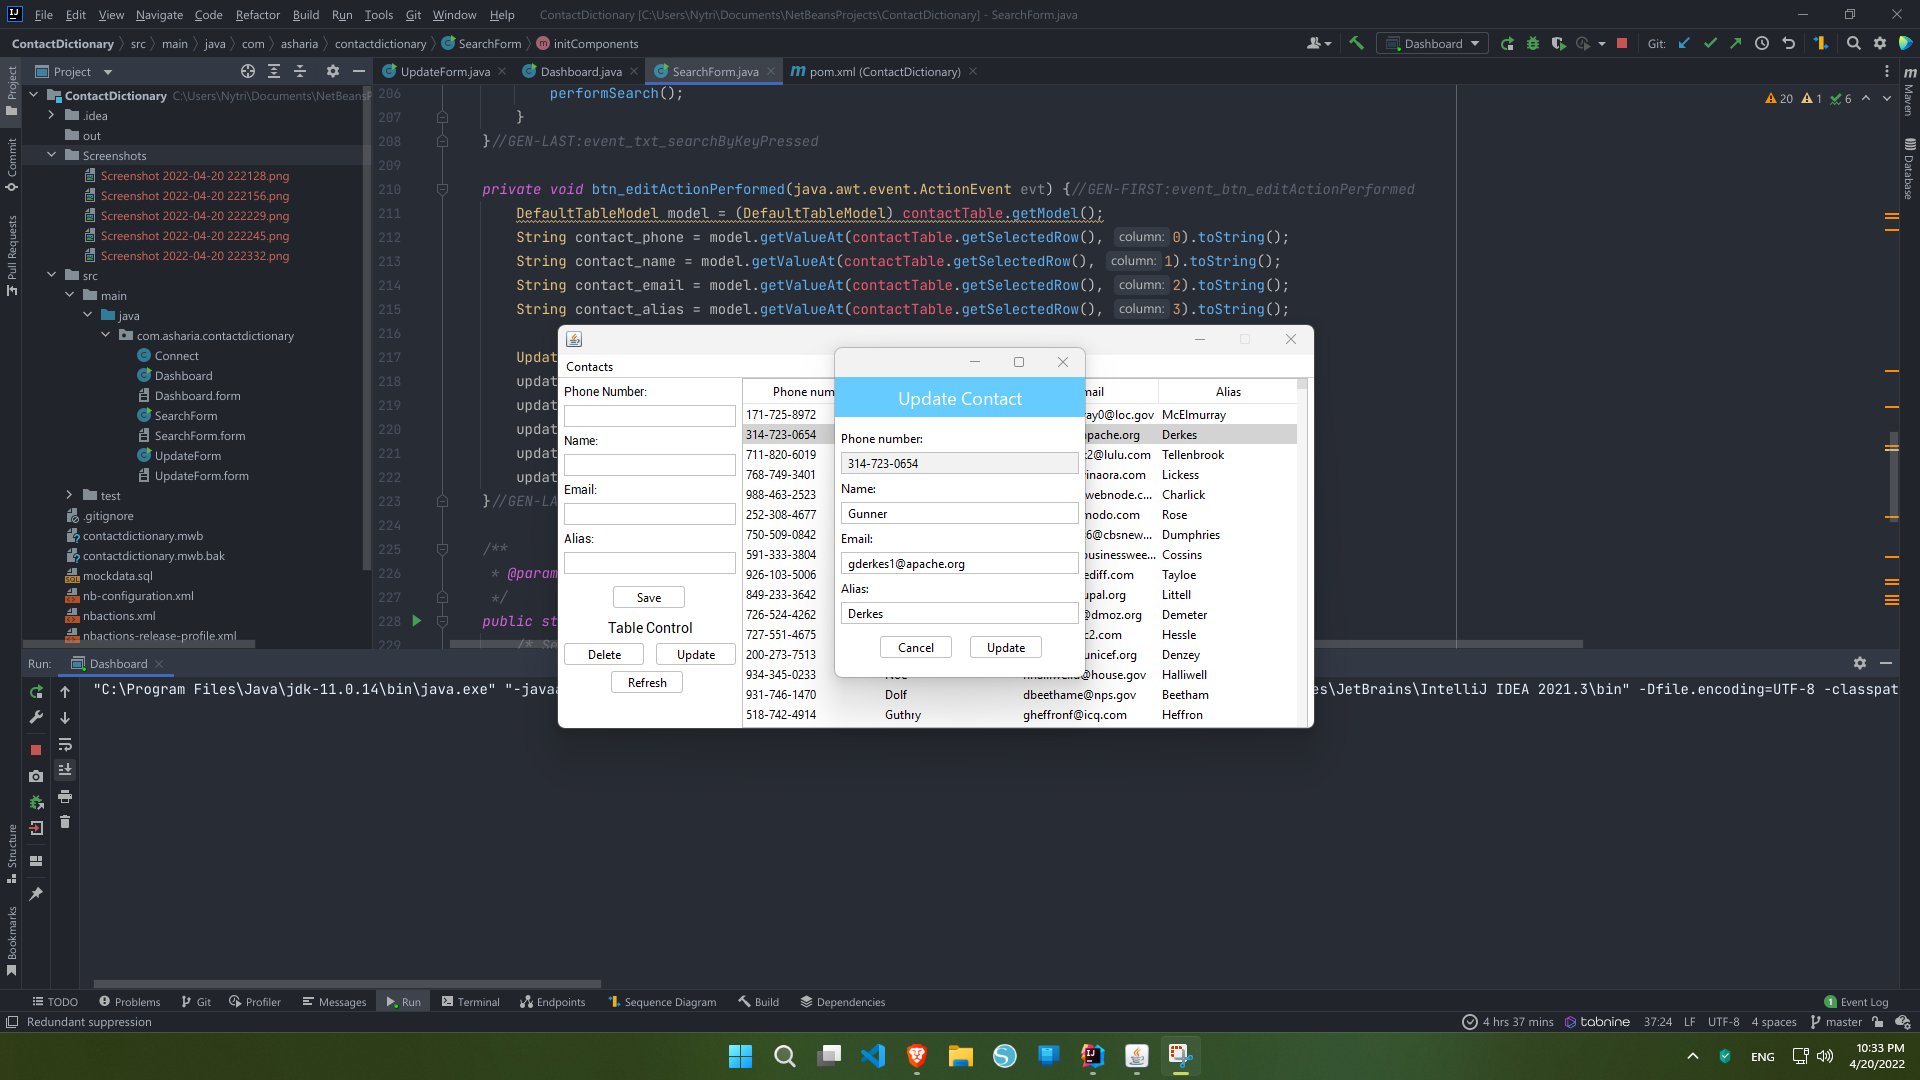 File Edit View Navigate Code Refactor Build Run Tools Git Window Help ContactDictionary [C:\Users\Nytri\Documents\NetBeansProjects\ContactDictionary] - SearchForm.java
ContactDictionary src main java com asharia contactdictionary SearchForm initComponents Dashboard Git:
Project UpdateForm.java Dashboard.java SearchForm.java pom.xml (ContactDictionary)
Project
Commit
Pull Requests
Structure
Bookmarks
Maven
Database
20 1 6
ContactDictionary C:\Users\Nytri\Documents\NetBeansP
.idea
out
Screenshots
Screenshot 2022-04-20 222128.png
Screenshot 2022-04-20 222156.png
Screenshot 2022-04-20 222229.png
Screenshot 2022-04-20 222245.png
Screenshot 2022-04-20 222332.png
src
main
java
com.asharia.contactdictionary
Connect
Dashboard
Dashboard.form
SearchForm
SearchForm.form
UpdateForm
UpdateForm.form
test
.gitignore
contactdictionary.mwb
contactdictionary.mwb.bak
mockdata.sql
nb-configuration.xml
nbactions.xml
nbactions-release-profile.xml
206 performSearch();
207 }
208 }//GEN-LAST:event_txt_searchByKeyPressed
209
210 private void btn_editActionPerformed(java.awt.event.ActionEvent evt) {//GEN-FIRST:event_btn_editActionPerformed
211 DefaultTableModel model = (DefaultTableModel) contactTable.getModel();
212 String contact_phone = model.getValueAt(contactTable.getSelectedRow(), column: 0).toString();
213 String contact_name = model.getValueAt(contactTable.getSelectedRow(), column: 1).toString();
214 String contact_email = model.getValueAt(contactTable.getSelectedRow(), column: 2).toString();
215 String contact_alias = model.getValueAt(contactTable.getSelectedRow(), column: 3).toString();
216
217 Updat
218 updat
219 updat
220 updat
221 updat
222 updat
223 }//GEN-LA
224
225 /**
226 * @param
227 */
228 public st
229 /* Se
Contacts
Phone Number:
Name:
Email:
Alias:
Save
Table Control
Delete Update
Refresh
Phone num mail Alias
171-725-8972 ray0@loc.gov McElmurray
314-723-0654 pache.org Derkes
711-820-6019 k2@lulu.com Tellenbrook
768-749-3401 inaora.com Lickess
988-463-2523 webnode.c... Charlick
252-308-4677 modo.com Rose
750-509-0842 6@cbsnew... Dumphries
591-333-3804 businesswee... Cossins
926-103-5006 ediff.com Tayloe
849-233-3642 upal.org Littell
726-524-4262 @dmoz.org Demeter
727-551-4675 c2.com Hessle
200-273-7513 unicef.org Denzey
934-345-0233 @house.gov Halliwell
931-746-1470 Dolf dbeethame@nps.gov Beetham
518-742-4914 Guthry gheffronf@icq.com Heffron
Update Contact
Phone number:
314-723-0654
Name:
Gunner
Email:
gderkes1@apache.org
Alias:
Derkes
Cancel Update
Run: Dashboard
"C:\Program Files\Java\jdk-11.0.14\bin\java.exe" "-javaa es\JetBrains\IntelliJ IDEA 2021.3\bin" -Dfile.encoding=UTF-8 -classpat
TODO Problems Git Profiler Messages Run Terminal Endpoints Sequence Diagram Build Dependencies 1 Event Log
Redundant suppression 4 hrs 37 mins tabnine 37:24 LF UTF-8 4 spaces master
ENG 10:33 PM
4/20/2022